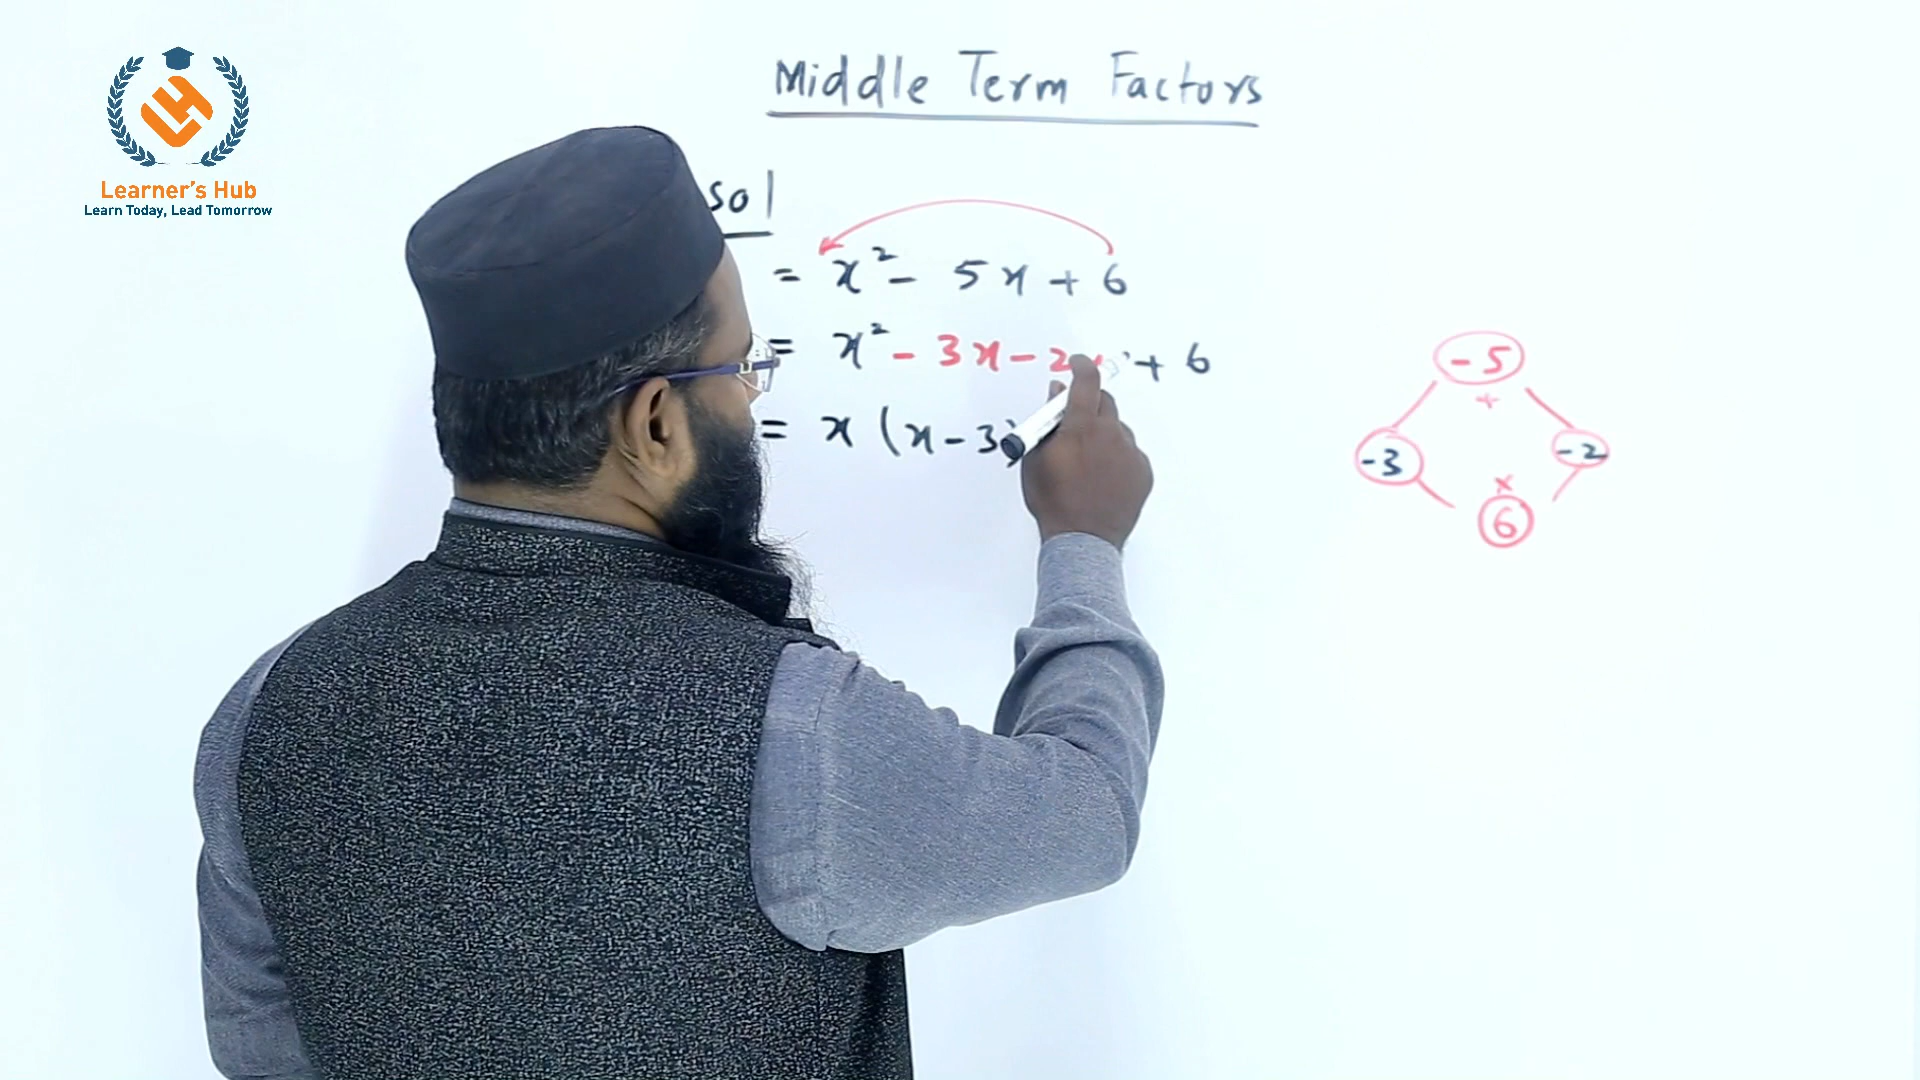 Middle Term Factors
Learner's Hub
Learn Today, Lead Tomorrow
sol
= x² - 5x + 6
= x² - 3x - 2x + 6
= x (x - 3)
-5
+
-3
-2
×
6